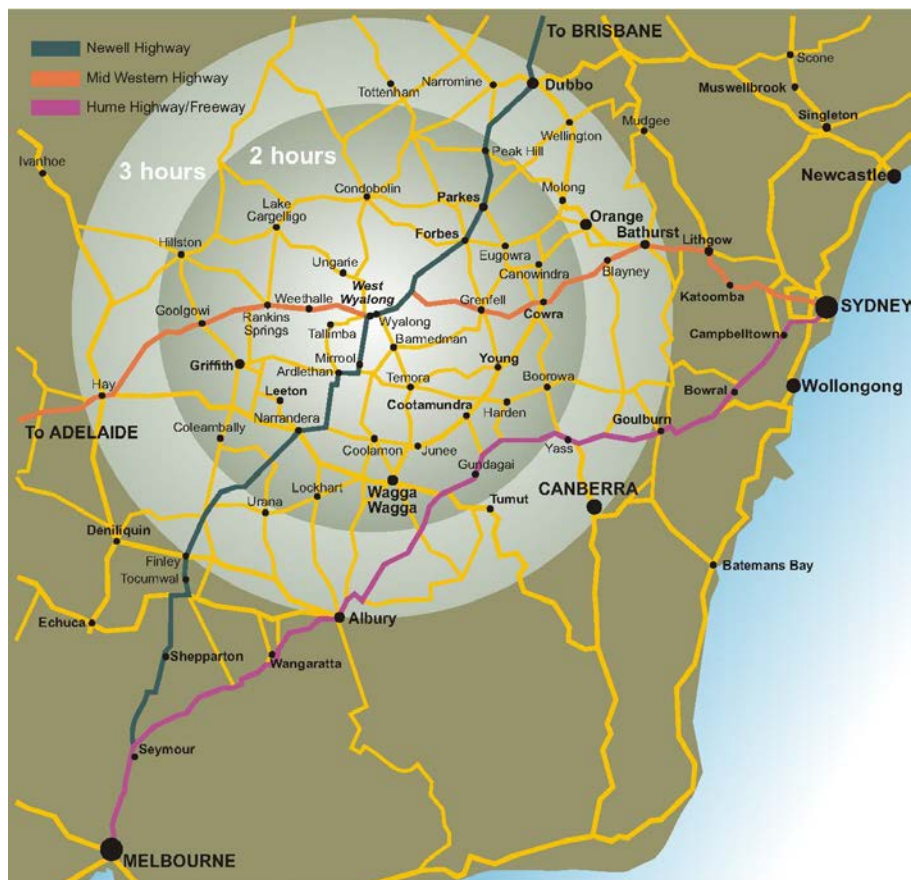 To BRISBANE
Newell Highway
Mid Western Highway
Hume Highway/Freeway
Scone
Tottenham
Narromine
Dubbo
Muswellbrook
Singleton
Wellington
Mudgee
Ivanhoe
3 hours
2 hours
Peak Hill
Newcastle
Condobolin
Molong
Lake
Cargelligo
Parkes
Orange
Hillston
Forbes
Bathurst
Lithgow
Eugowra
Ungarie
Canowindra
Blayney
West
Wyalong
Katoomba
Weethalle
Grenfell
SYDNEY
Goolgowi
Rankins
Springs
Wyalong
Cowra
Tallimba
Campbelltown
Barmedman
Griffith
Mirrool
Young
Ardlethan
Hay
Temora
Boorowa
Bowral
Wollongong
Leeton
Cootamundra
Harden
Narrandera
Goulburn
To ADELAIDE
Coleambally
Coolamon
Junee
Yass
Gundagai
Wagga
Wagga
CANBERRA
Lockhart
Urana
Tumut
Deniliquin
Finley
Batemans Bay
Tocumwal
Echuca
Albury
Shepparton
Wangaratta
Seymour
MELBOURNE